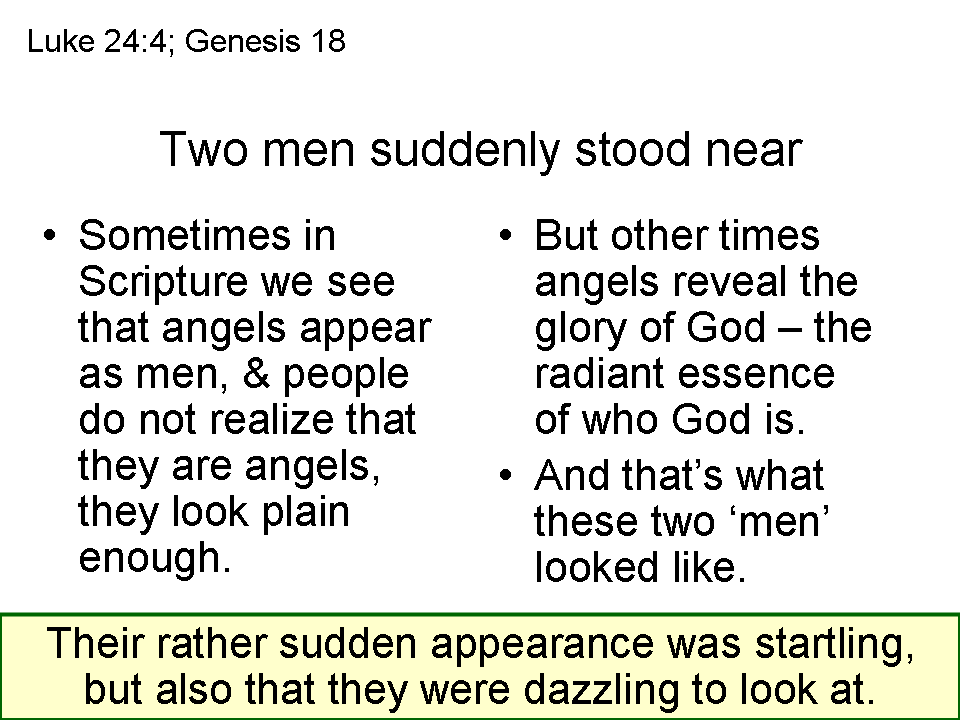 Luke 24:4; Genesis 18
Two men suddenly stood near
• Sometimes in
Scripture we see
that angels appear
as men, & people
do not realize that
they are angels,
they look plain
enough.
• But other times
angels reveal the
glory of God – the
radiant essence
of who God is.
• And that’s what
these two ‘men’
looked like.
Their rather sudden appearance was startling,
but also that they were dazzling to look at.